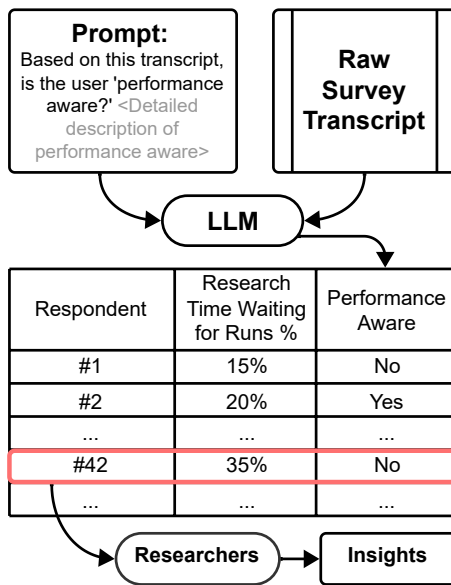 Prompt:
Based on this transcript,
is the user 'performance
aware?' <Detailed
description of
performance aware>
Raw
Survey
Transcript
LLM
Respondent
Research
Time Waiting
for Runs %
Performance
Aware
#1 15% No
#2 20% Yes
... ... ...
#42 35% No
... ... ...
Researchers
Insights